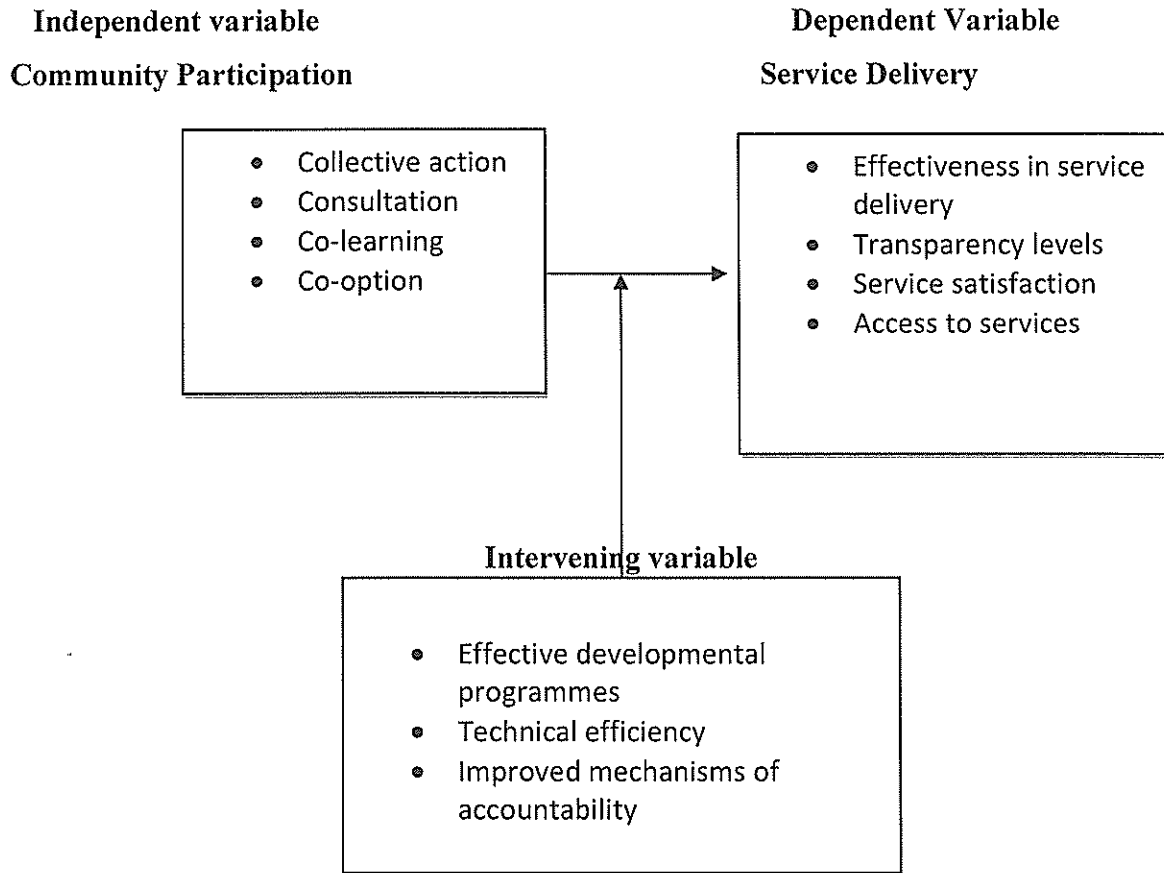 Independent variable
Community Participation
Dependent Variable
Service Delivery
• Collective action
• Consultation
• Co-learning
• Co-option
• Effectiveness in service
delivery
• Transparency levels
• Service satisfaction
• Access to services
Intervening variable
• Effective developmental
programmes
• Technical efficiency
• Improved mechanisms of
accountability